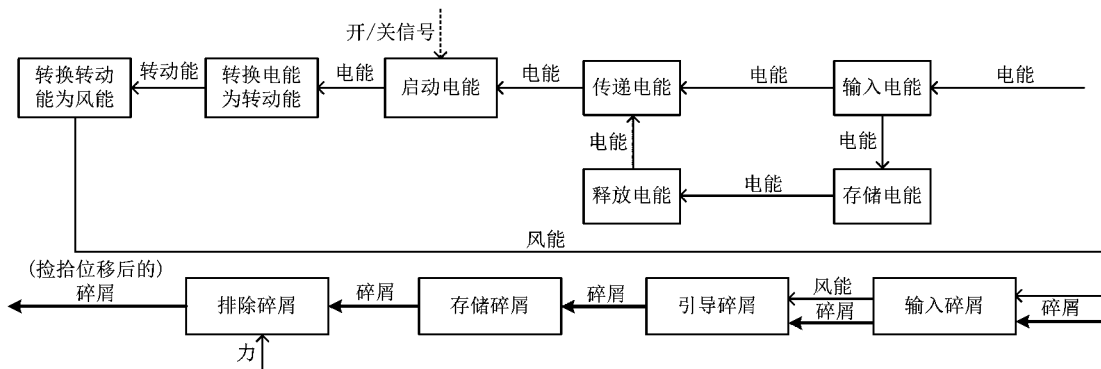 开/关信号
转换转动
能为风能
转动能
转换电能
为转动能
电能
启动电能
电能
传递电能
电能
输入电能
电能
电能
电能
释放电能
电能
存储电能
风能
(捡拾位移后的)
碎屑
排除碎屑
碎屑
存储碎屑
碎屑
引导碎屑
风能
碎屑
输入碎屑
碎屑
力